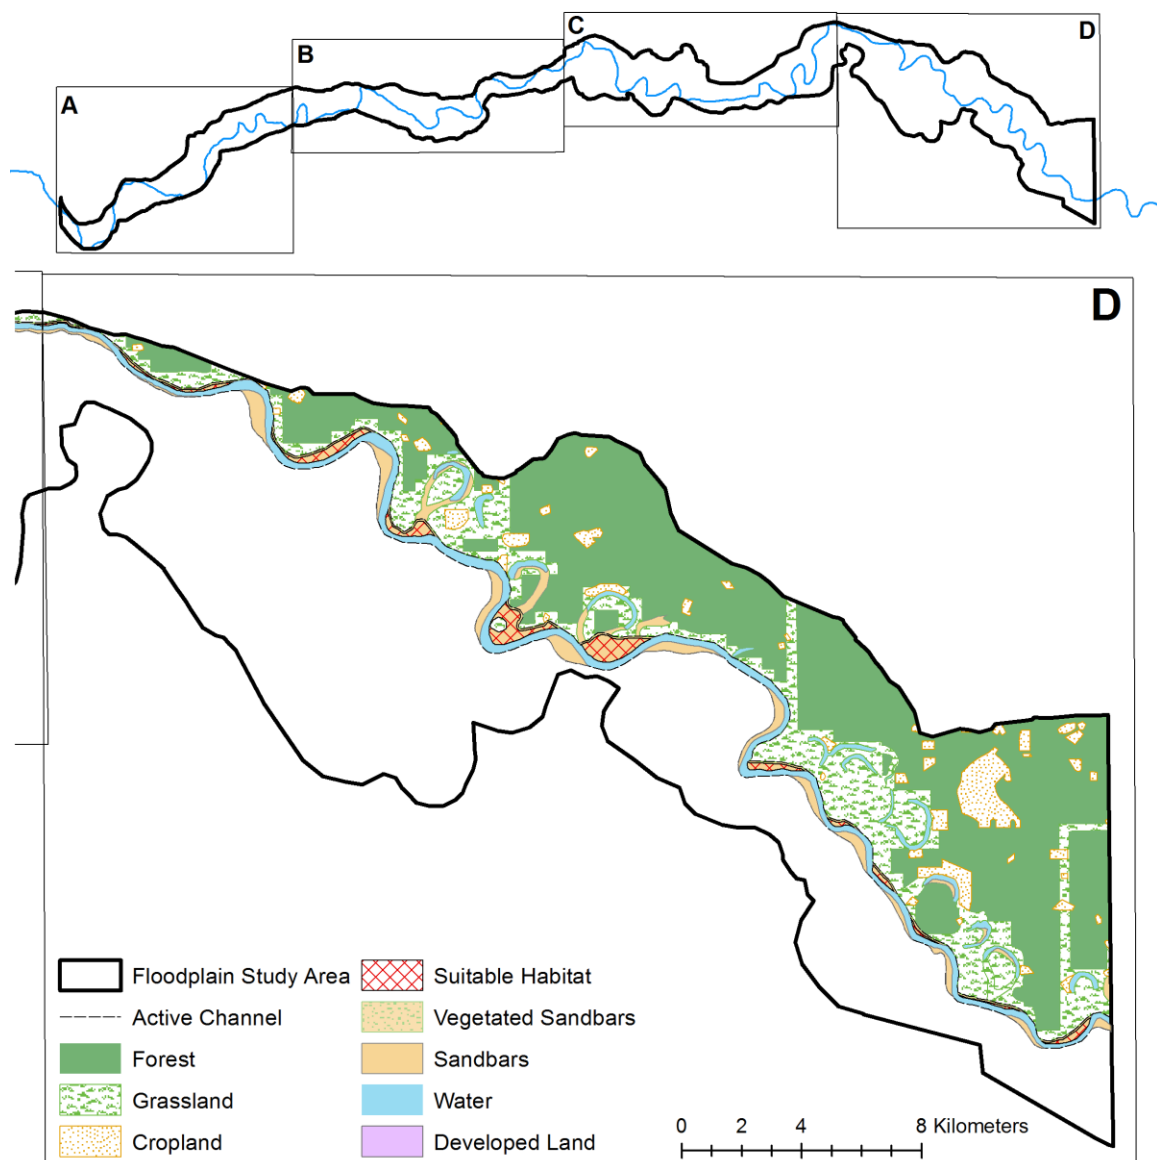 A
B
C
D
D
Floodplain Study Area
Active Channel
Forest
Grassland
Cropland
Suitable Habitat
Vegetated Sandbars
Sandbars
Water
Developed Land
0 2 4 8 Kilometers